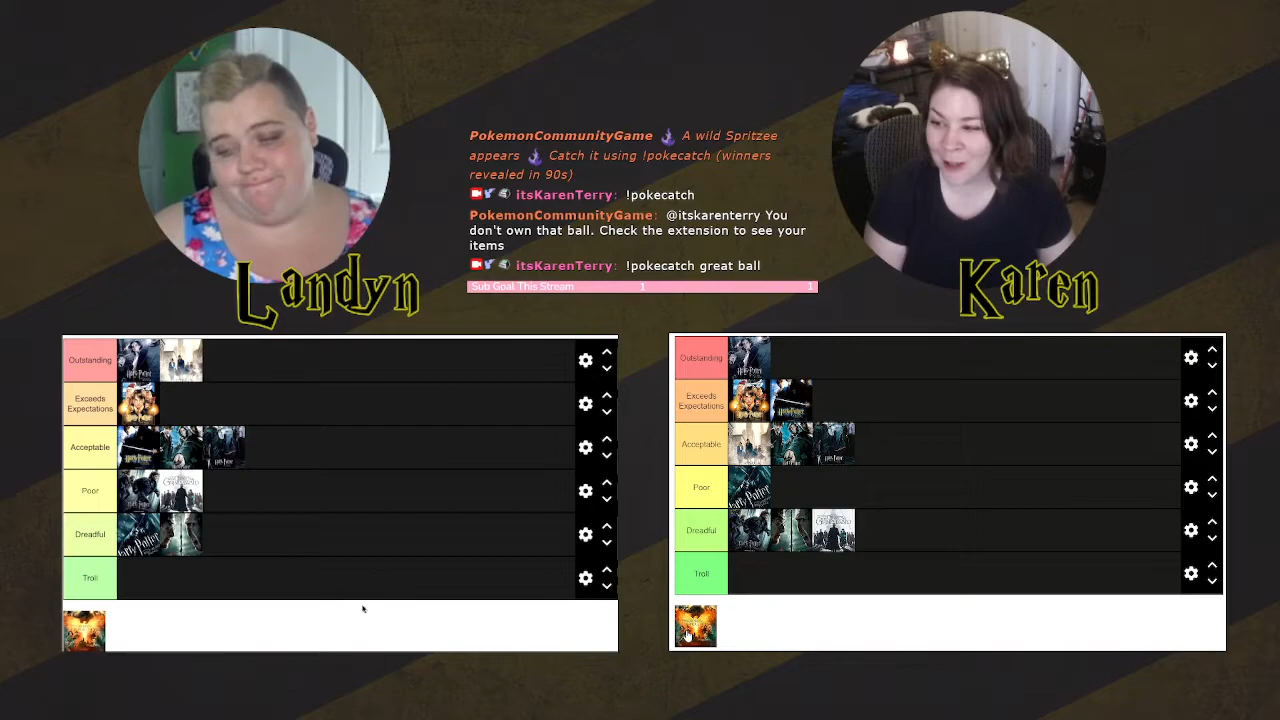 PokemonCommunityGame A wild Spritzee
appears Catch it using !pokecatch (winners
revealed in 90s)
itsKarenTerry: !pokecatch
PokemonCommunityGame: @itskarenterry You
don't own that ball. Check the extension to see your
items
itsKarenTerry: !pokecatch great ball
Sub Goal This Stream 1 1
Landyn
Karen
Outstanding
Exceeds
Expectations
Acceptable
Poor
Dreadful
Troll
Outstanding
Exceeds
Expectations
Acceptable
Poor
Dreadful
Troll